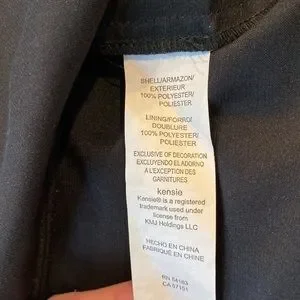 SHELL/ARMAZON/
EXTERIEUR
100% POLYESTER/
POLIESTER
LINING/FORRO/
DOUBLURE
100% POLYESTER/
POLIESTER
EXCLUSIVE OF DECORATION
EXCLUYENDO EL ADORNO
A L'EXCEPTION DES
GARNITURES
kensie
Kensie® is a registered
trademark used under
license from
KMJ Holdings LLC
HECHO EN CHINA
FABRIQUÉ EN CHINE
RN 54163
CA 57151